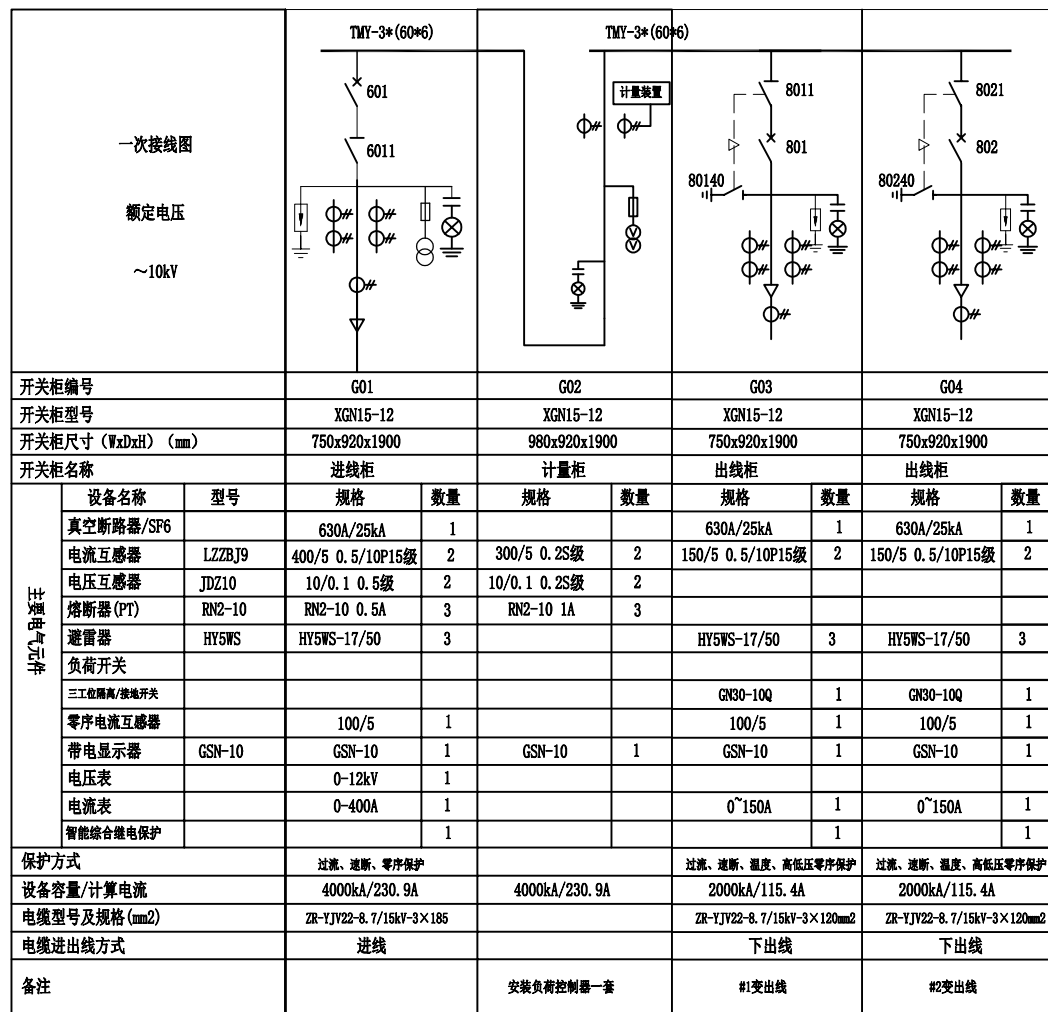 TMY-3*(60*6)
TMY-3*(60*6)
601
6011
计量装置
8011
801
80140
8021
802
80240
一次接线图
额定电压
～10kV
开关柜编号 G01 G02 G03 G04
开关柜型号 XGN15-12 XGN15-12 XGN15-12 XGN15-12
开关柜尺寸（WxDxH）（mm） 750x920x1900 980x920x1900 750x920x1900 750x920x1900
开关柜名称 进线柜 计量柜 出线柜 出线柜
主要电气元件
设备名称 型号 规格 数量 规格 数量 规格 数量 规格 数量
真空断路器/SF6 630A/25kA 1 630A/25kA 1 630A/25kA 1
电流互感器 LZZBJ9 400/5 0.5/10P15级 2 300/5 0.2S级 2 150/5 0.5/10P15级 2 150/5 0.5/10P15级 2
电压互感器 JDZ10 10/0.1 0.5级 2 10/0.1 0.2S级 2
熔断器(PT) RN2-10 RN2-10 0.5A 3 RN2-10 1A 3
避雷器 HY5WS HY5WS-17/50 3 HY5WS-17/50 3 HY5WS-17/50 3
负荷开关
三工位隔离/接地开关 GN30-10Q 1 GN30-10Q 1
零序电流互感器 100/5 1 100/5 1 100/5 1
带电显示器 GSN-10 GSN-10 1 GSN-10 1 GSN-10 1 GSN-10 1
电压表 0-12kV 1
电流表 0-400A 1 0~150A 1 0~150A 1
智能综合继电保护 1 1 1
保护方式 过流、速断、零序保护 过流、速断、温度、高低压零序保护 过流、速断、温度、高低压零序保护
设备容量/计算电流 4000kA/230.9A 4000kA/230.9A 2000kA/115.4A 2000kA/115.4A
电缆型号及规格(mm2) ZR-YJV22-8.7/15kV-3×185 ZR-YJV22-8.7/15kV-3×120mm2 ZR-YJV22-8.7/15kV-3×120mm2
电缆进出线方式 进线 下出线 下出线
备注 安装负荷控制器一套 #1变出线 #2变出线